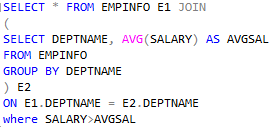 SELECT * FROM EMPINFO E1 JOIN
(
SELECT DEPTNAME, AVG(SALARY) AS AVGSAL
FROM EMPINFO
GROUP BY DEPTNAME
) E2
ON E1.DEPTNAME = E2.DEPTNAME
where SALARY>AVGSAL